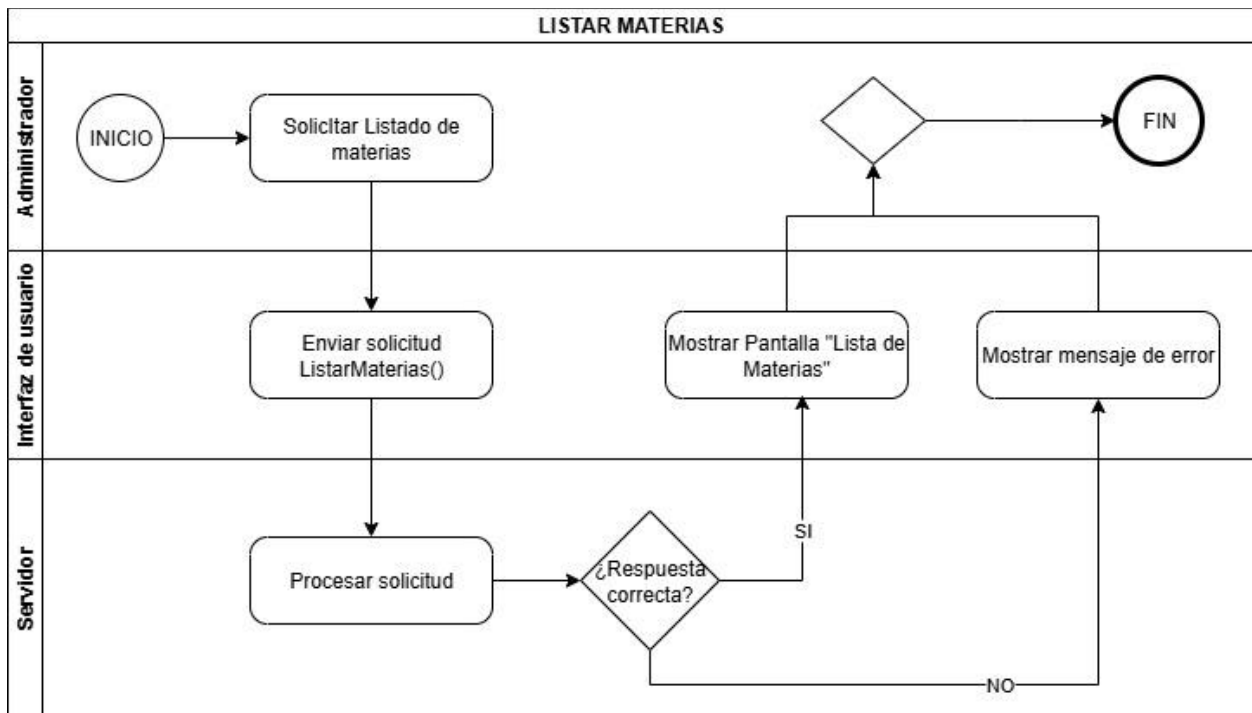 LISTAR MATERIAS
Administrador
INICIO
Solicltar Listado de
materias
FIN
Interfaz de usuario
Enviar solicitud
ListarMaterias()
Mostrar Pantalla "Lista de
Materias"
Mostrar mensaje de error
Servidor
Procesar solicitud
¿Respuesta
correcta?
SI
NO